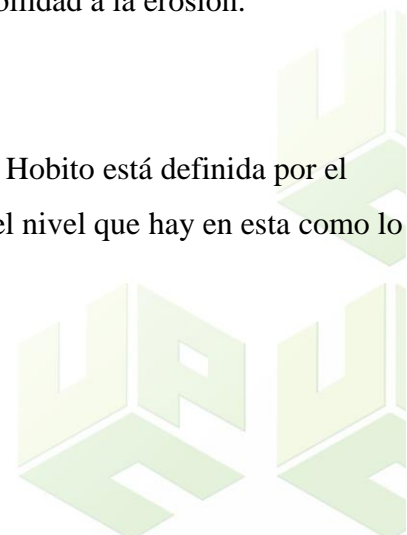 a la erosión.
Hobito está definida por el
el nivel que hay en esta como lo